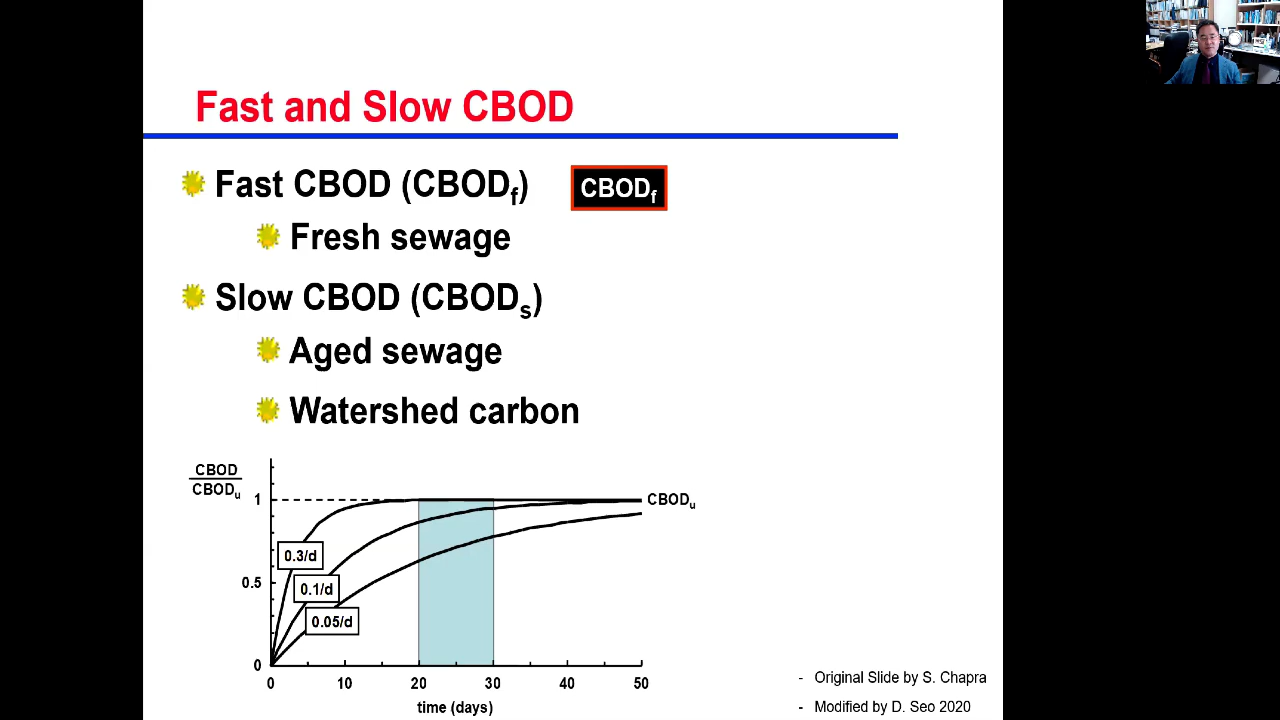 Fast and Slow CBOD
Fast CBOD (CBODf)
CBODf
Fresh sewage
Slow CBOD (CBODs)
Aged sewage
Watershed carbon
CBOD
CBODu
1
0.5
0
0.3/d
0.1/d
0.05/d
CBODu
0 10 20 30 40 50
time (days)
- Original Slide by S. Chapra
- Modified by D. Seo 2020